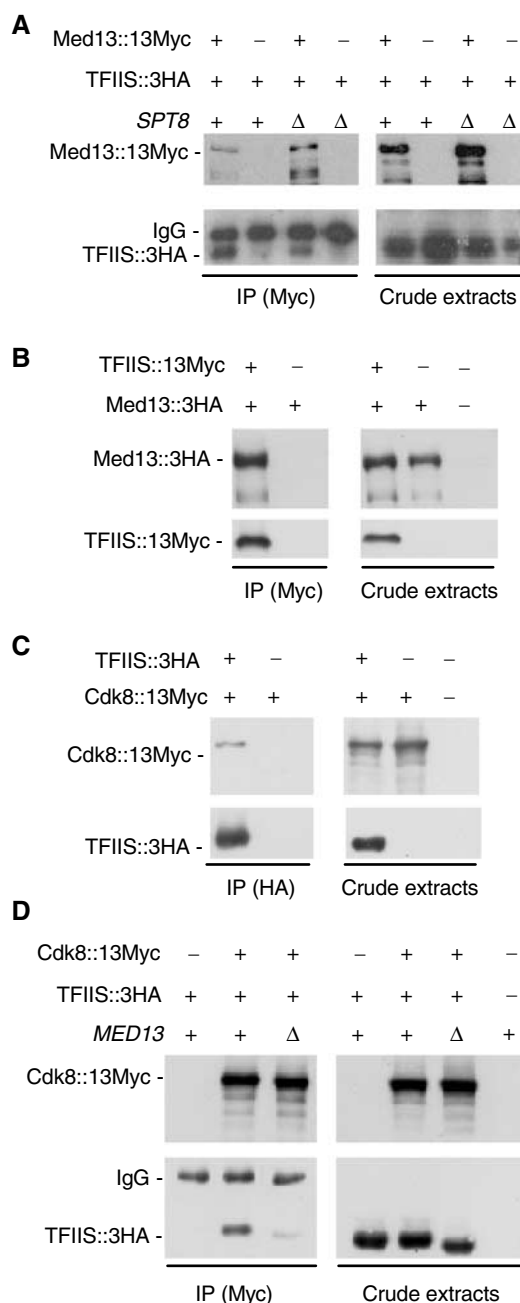 A
Med13::13Myc + – + – + – + –
TFIIS::3HA + + + + + + + +
SPT8 + + Δ Δ + + Δ Δ
Med13::13Myc -
IgG -
TFIIS::3HA -
IP (Myc) Crude extracts
B
TFIIS::13Myc + – + – –
Med13::3HA + + + + –
Med13::3HA -
TFIIS::13Myc -
IP (Myc) Crude extracts
C
TFIIS::3HA + – + – –
Cdk8::13Myc + + + + –
Cdk8::13Myc -
TFIIS::3HA -
IP (HA) Crude extracts
D
Cdk8::13Myc – + + – + + –
TFIIS::3HA + + + + + + –
MED13 + + Δ + + Δ +
Cdk8::13Myc -
IgG -
TFIIS::3HA -
IP (Myc) Crude extracts